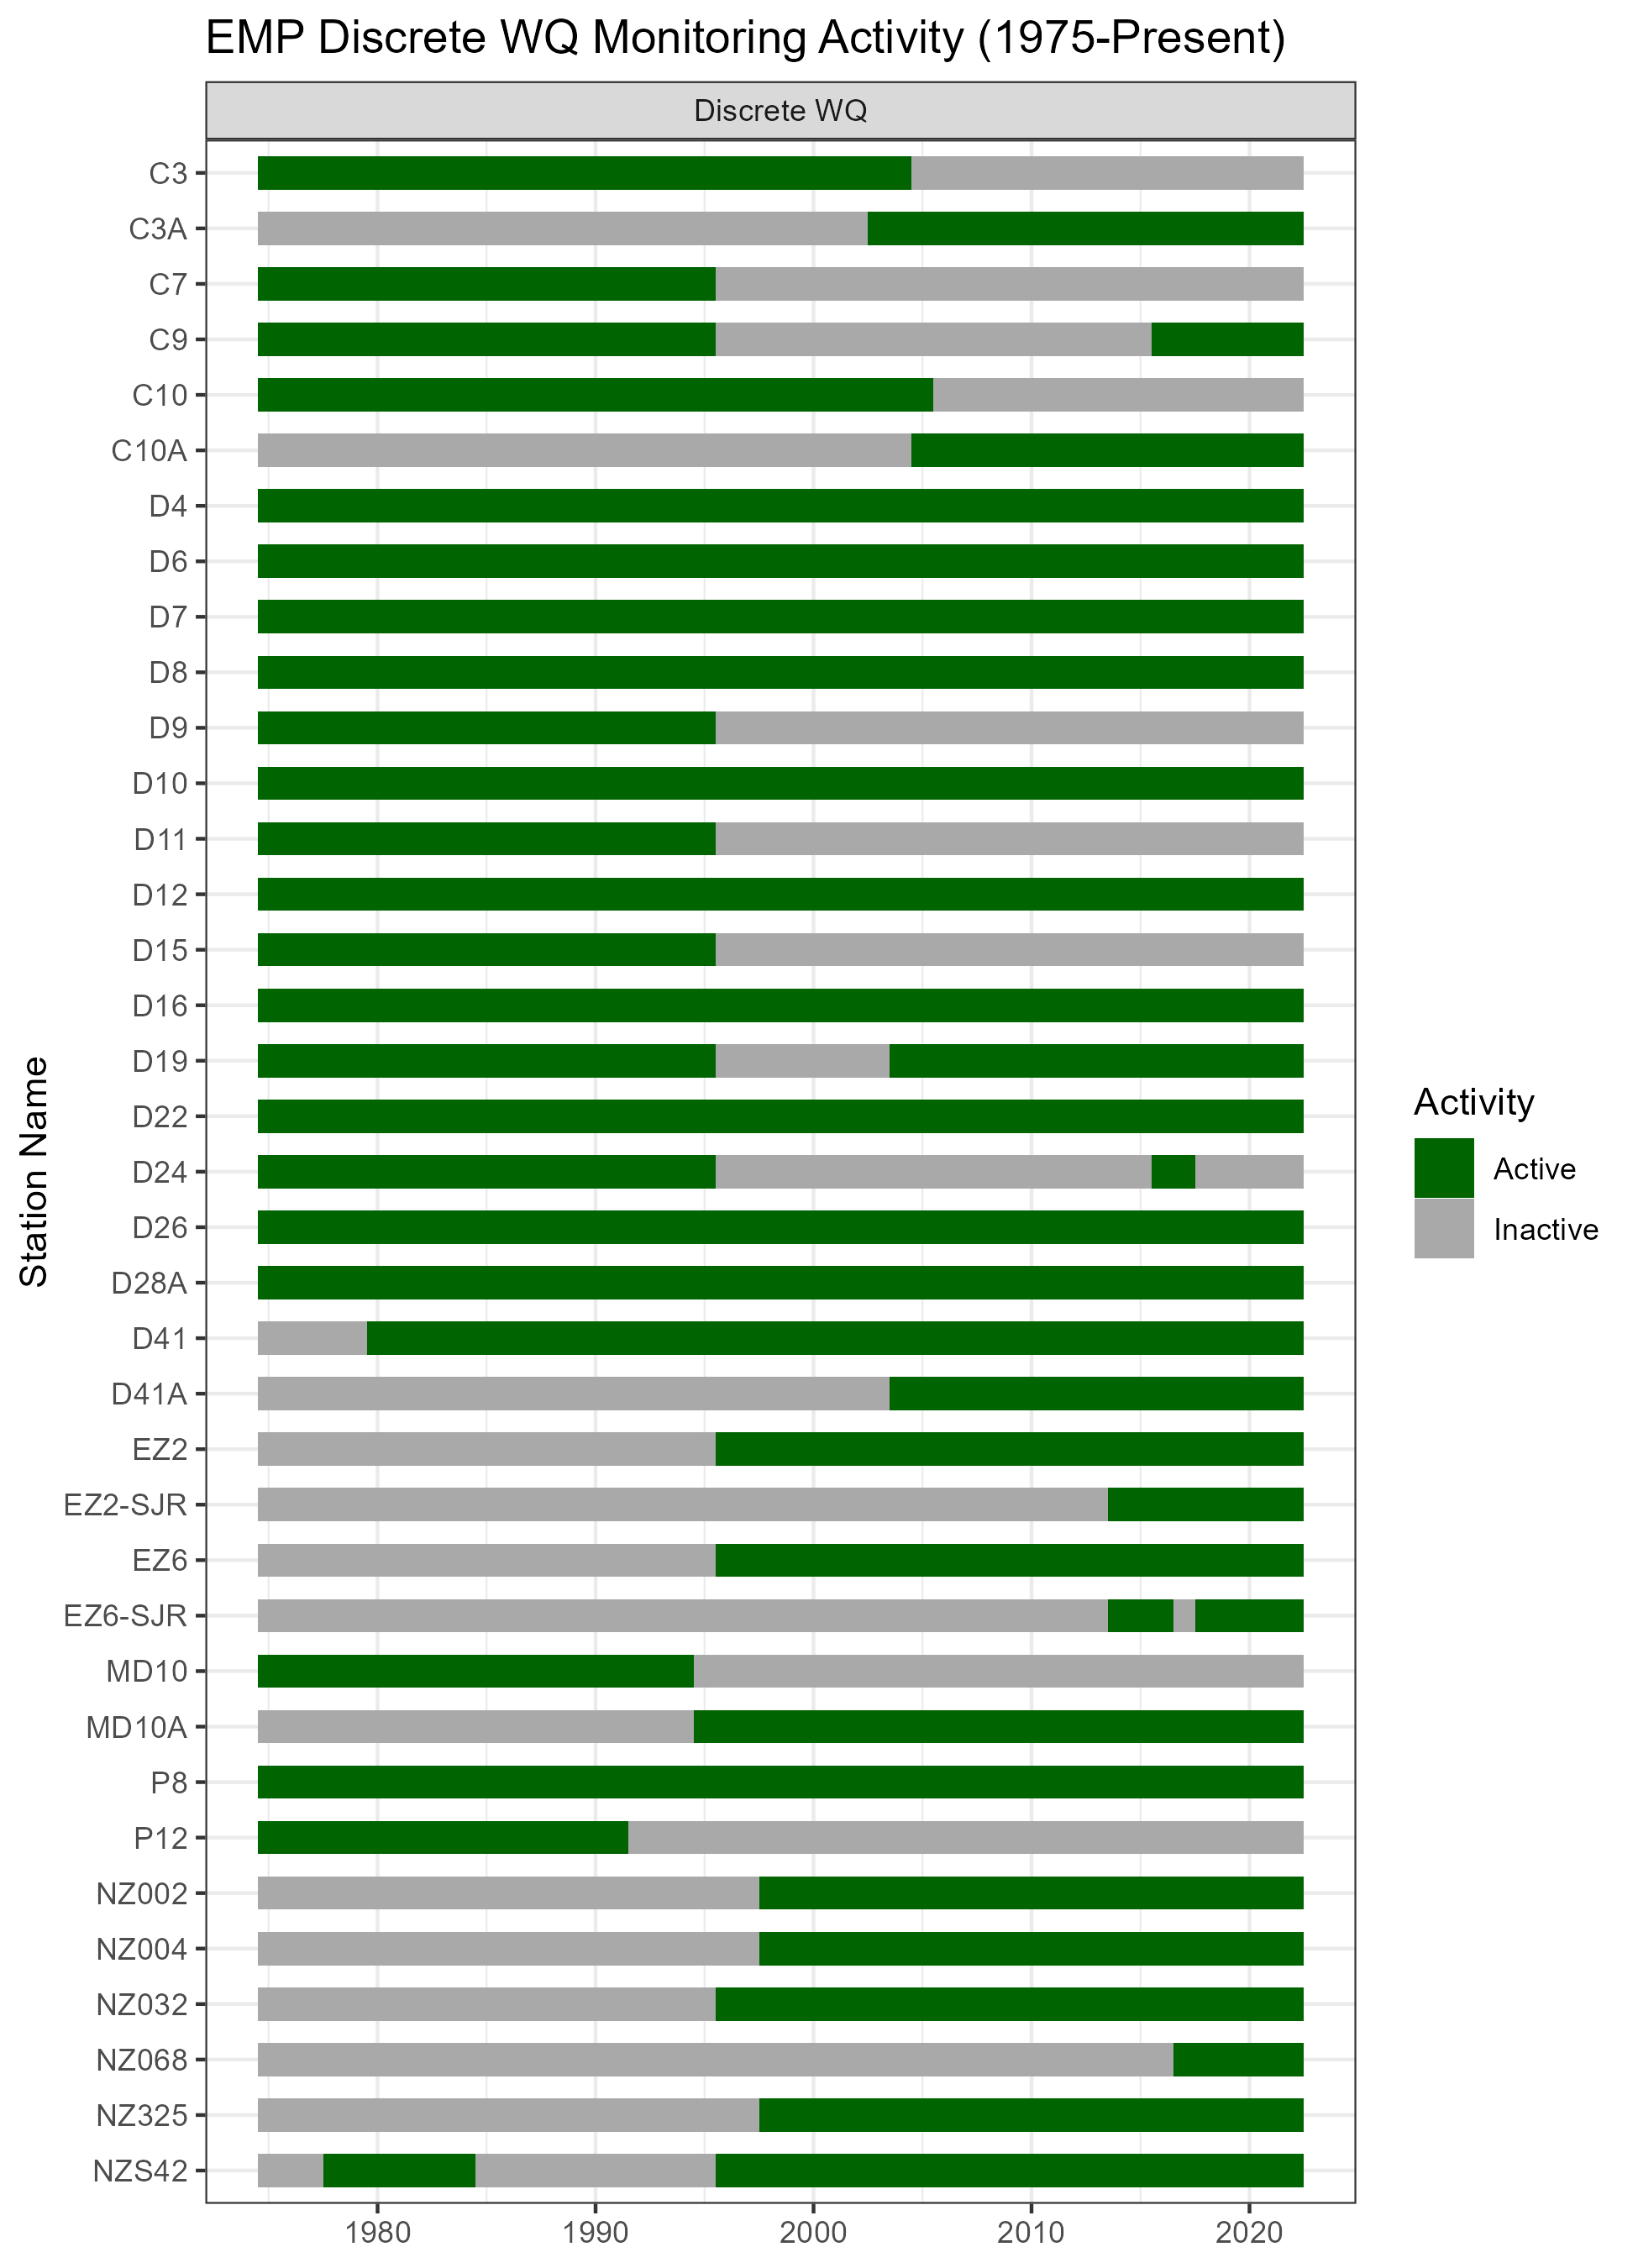 EMP Discrete WQ Monitoring Activity (1975-Present)
Discrete WQ
C3
C3A
C7
C9
C10
C10A
D4
D6
D7
D8
D9
D10
D11
D12
D15
D16
D19
D22
D24
D26
D28A
D41
D41A
EZ2
EZ2-SJR
EZ6
EZ6-SJR
MD10
MD10A
P8
P12
NZ002
NZ004
NZ032
NZ068
NZ325
NZS42
Station Name
1980 1990 2000 2010 2020
Activity
Active
Inactive